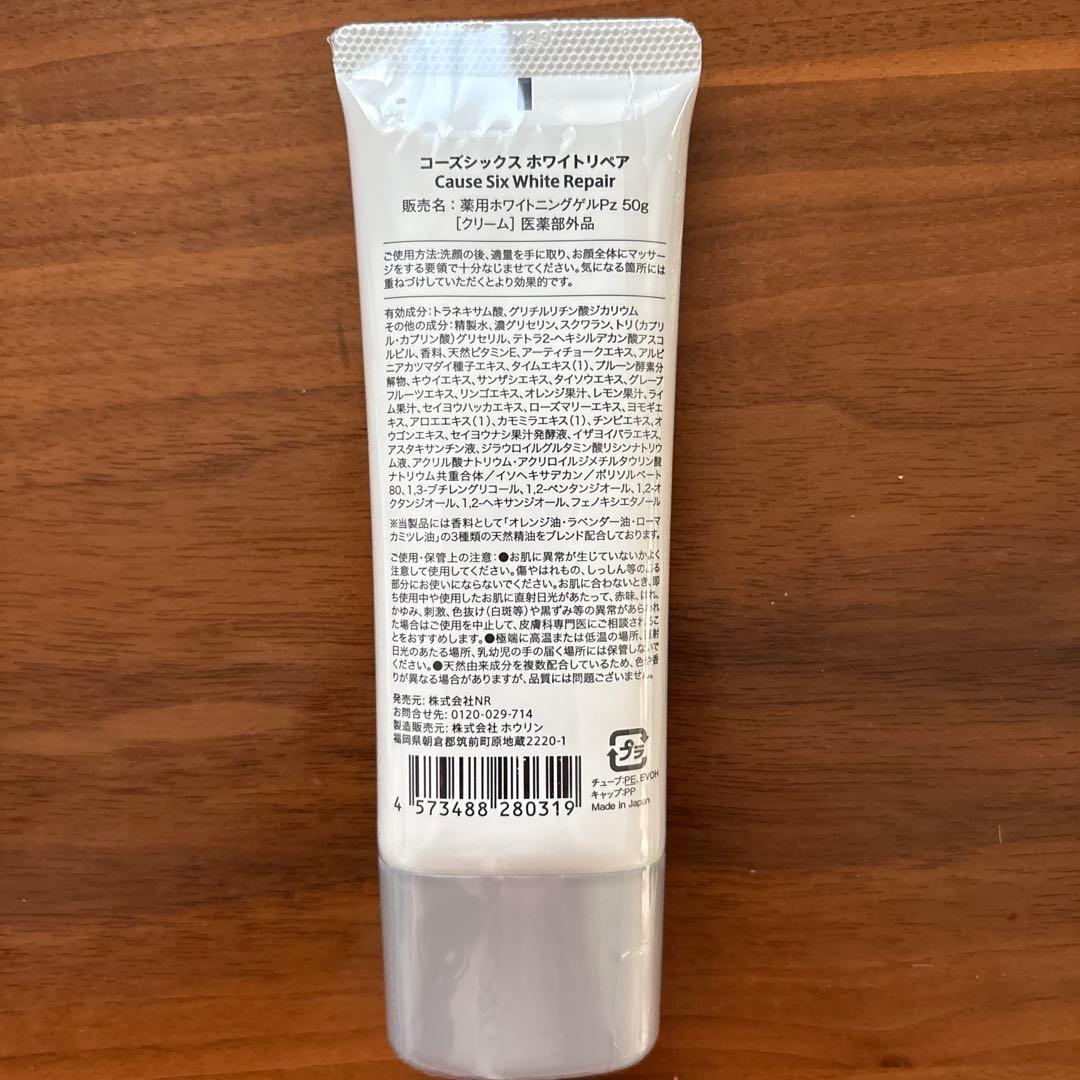 M23
コーズシックス ホワイトリペア
Cause Six White Repair
販売名：薬用ホワイトニングゲルPz 50g
[クリーム] 医薬部外品
ご使用方法:洗顔の後、適量を手に取り、お顔全体にマッサー
ジをする要領で十分なじませてください。気になる箇所には
重ねづけしていただくとより効果的です。
有効成分：トラネキサム酸、グリチルリチン酸ジカリウム
その他の成分：精製水、濃グリセリン、スクワラン、トリ(カプリ
ル・カプリン酸)グリセリル、テトラ2-ヘキシルデカン酸アスコ
ルビル、香料、天然ビタミンE、アーティチョークエキス、アルピ
ニアカツマダイ種子エキス、タイムエキス(1)、プルーン酵素分
解物、キウイエキス、サンザシエキス、タイソウエキス、グレープ
フルーツエキス、リンゴエキス、オレンジ果汁、レモン果汁、ライ
ム果汁、セイヨウハッカエキス、ローズマリーエキス、ヨモギエ
キス、アロエエキス(1)、カモミラエキス(1)、チンピエキス、オ
ウゴンエキス、セイヨウナシ果汁発酵液、イザヨイバラエキス、
アスタキサンチン液、ジラウロイルグルタミン酸リシンナトリウ
ム液、アクリル酸ナトリウム・アクリロイルジメチルタウリン酸
ナトリウム共重合体／イソヘキサデカン／ポリソルベート
80、1,3-ブチレングリコール、1,2-ペンタンジオール、1,2-オ
クタンジオール、1,2-ヘキサンジオール、フェノキシエタノール
※当製品には香料として「オレンジ油・ラベンダー油・ローマ
カミツレ油」の3種類の天然精油をブレンド配合しております。
ご使用・保管上の注意：●お肌に異常が生じていないかよく
注意して使用してください。傷やはれもの、しっしん等のある
部分にお使いにならないでください。お肌に合わないとき、即
ち使用中や使用したお肌に直射日光があたって、赤味、はれ、
かゆみ、刺激、色抜け(白斑等)や黒ずみ等の異常があらわれ
た場合はご使用を中止して、皮膚科専門医にご相談されるこ
とをおすすめします。●極端に高温または低温の場所、直射
日光のあたる場所、乳幼児の手の届く場所には保管しないで
ください。●天然由来成分を複数配合しているため、色や香
りが異なる場合がありますが、品質には問題ございません。
発売元: 株式会社NR
お問合せ先: 0120-029-714
製造販売元: 株式会社 ホウリン
福岡県朝倉郡筑前町原地蔵2220-1
プラ
チューブ:PE、EVOH
キャップ:PP
Made in Japan
4 573488 280319